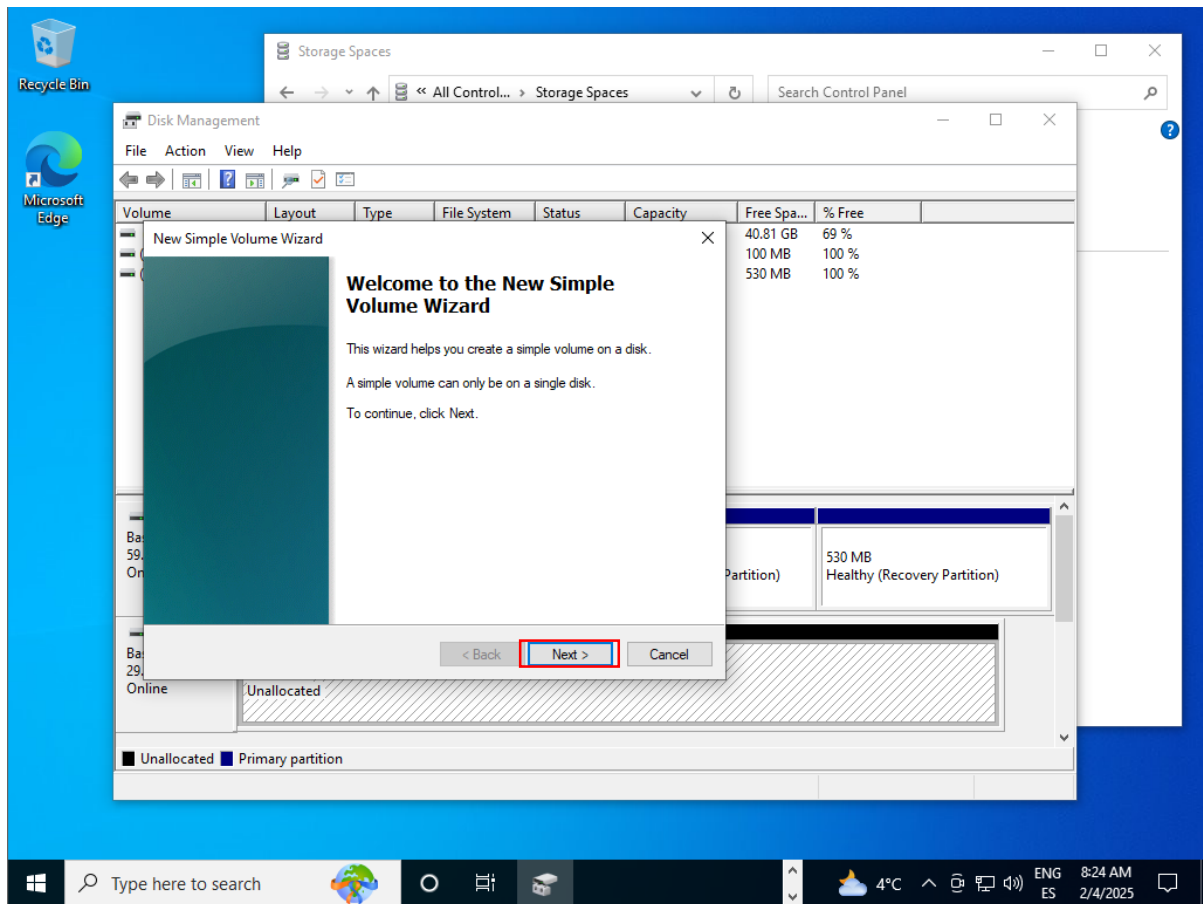 Recycle Bin
Microsoft
Edge
Storage Spaces
« All Control... › Storage Spaces
Search Control Panel
Disk Management
File Action View Help
Volume Layout Type File System Status Capacity Free Spa... % Free
40.81 GB 69 %
100 MB 100 %
530 MB 100 %
New Simple Volume Wizard
Welcome to the New Simple
Volume Wizard
This wizard helps you create a simple volume on a disk.
A simple volume can only be on a single disk.
To continue, click Next.
< Back Next > Cancel
Bas
59.
On
Partition)
530 MB
Healthy (Recovery Partition)
Bas
29.
Online
Unallocated
Unallocated Primary partition
Type here to search
4°C
ENG
ES
8:24 AM
2/4/2025